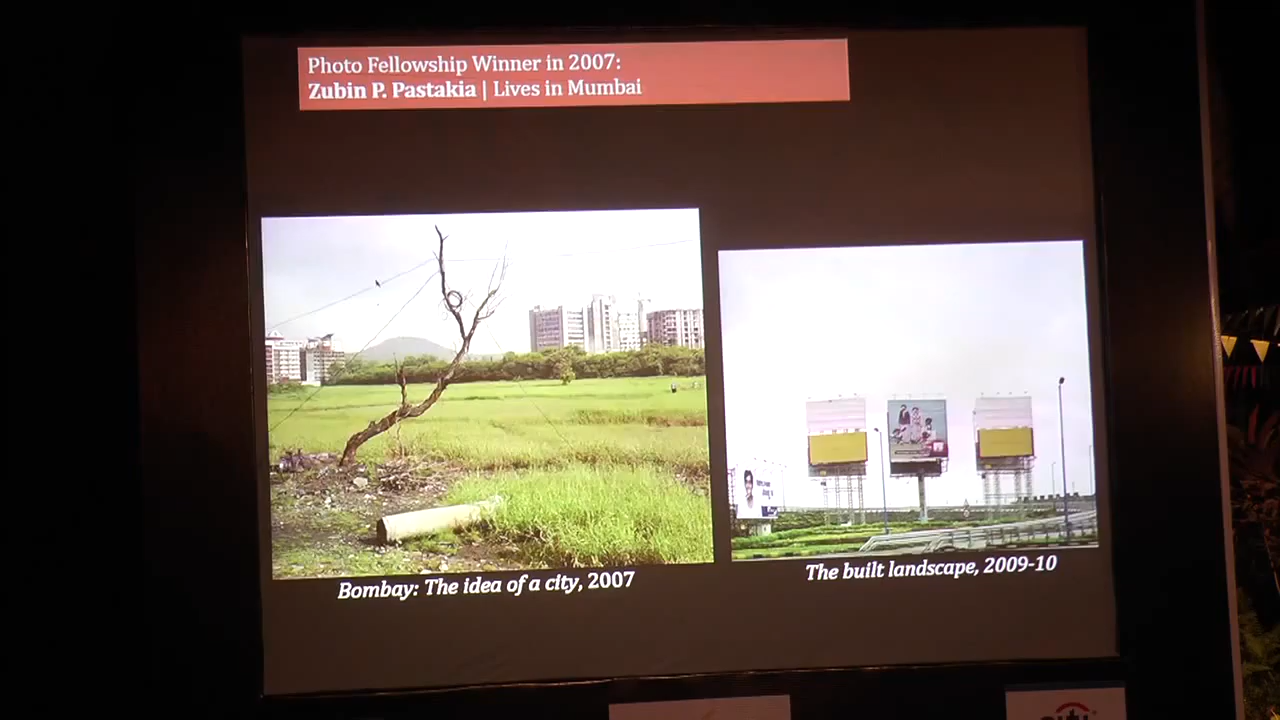 Photo Fellowship Winner in 2007:
Zubin P. Pastakia | Lives in Mumbai
Bombay: The idea of a city, 2007
The built landscape, 2009-10